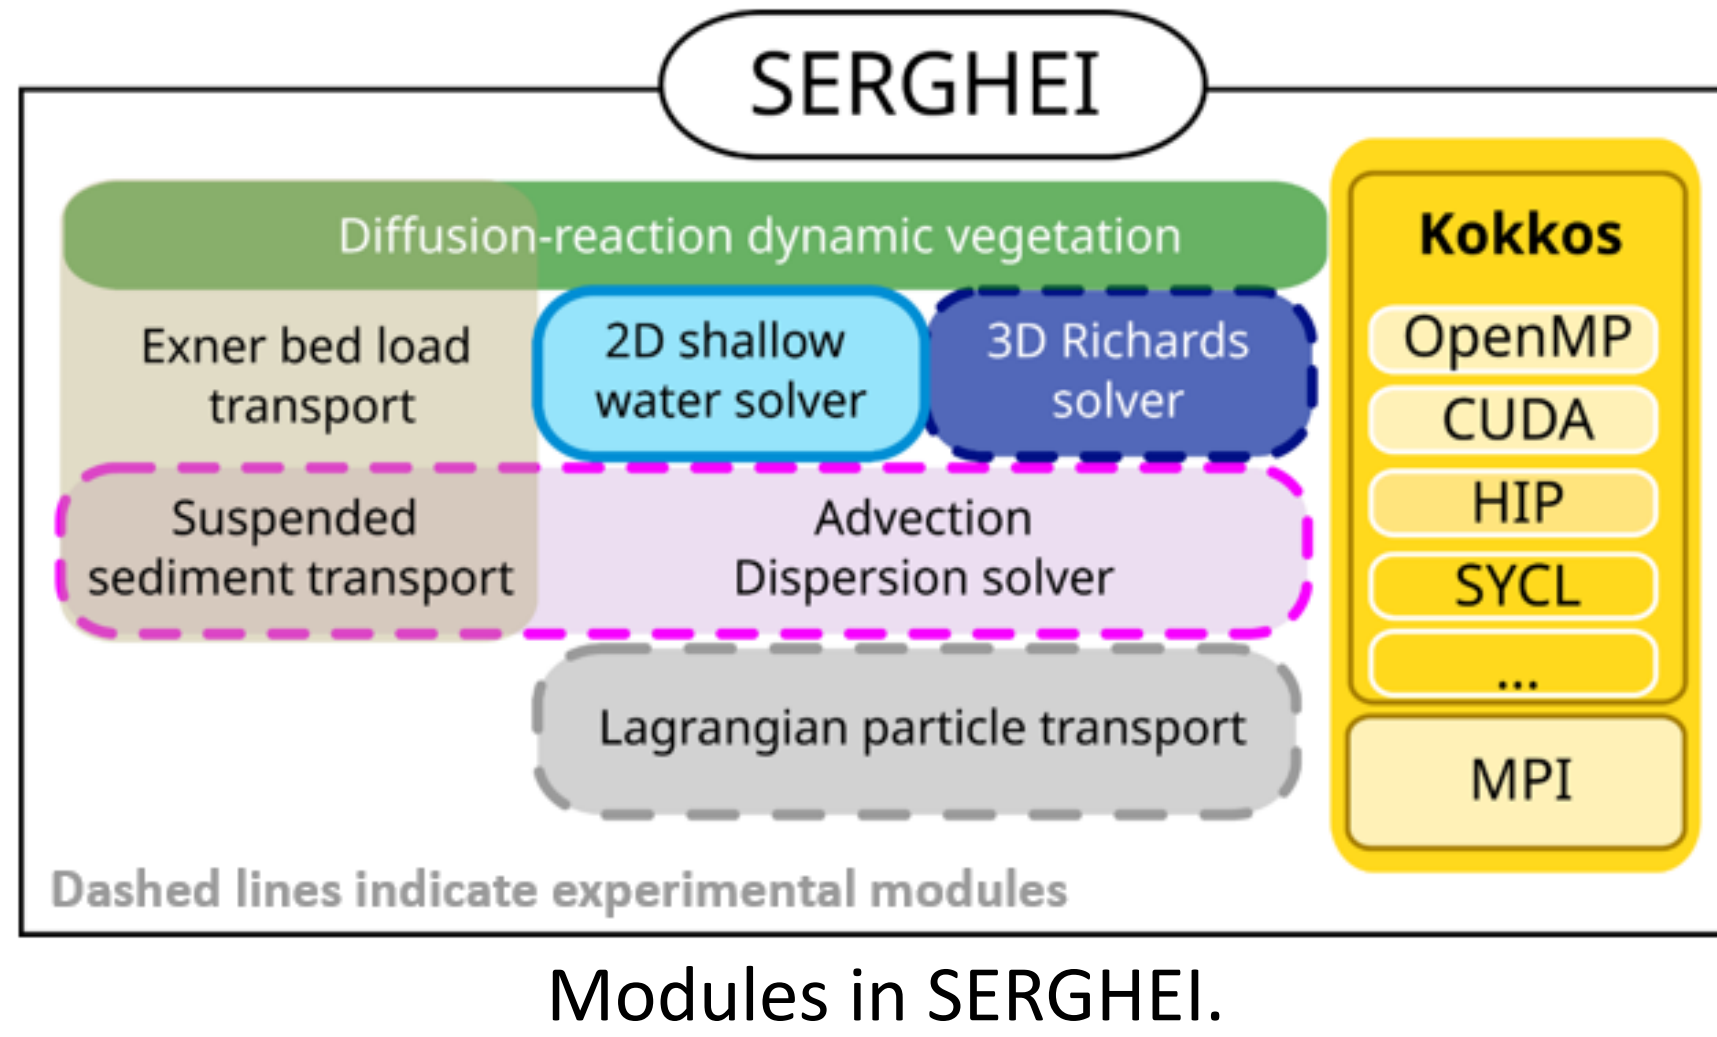 SERGHEI
Diffusion-reaction dynamic vegetation
Exner bed load
transport
2D shallow
water solver
3D Richards
solver
Suspended
sediment transport
Advection
Dispersion solver
Lagrangian particle transport
Kokkos
OpenMP
CUDA
HIP
SYCL
...
MPI
Dashed lines indicate experimental modules
Modules in SERGHEI.